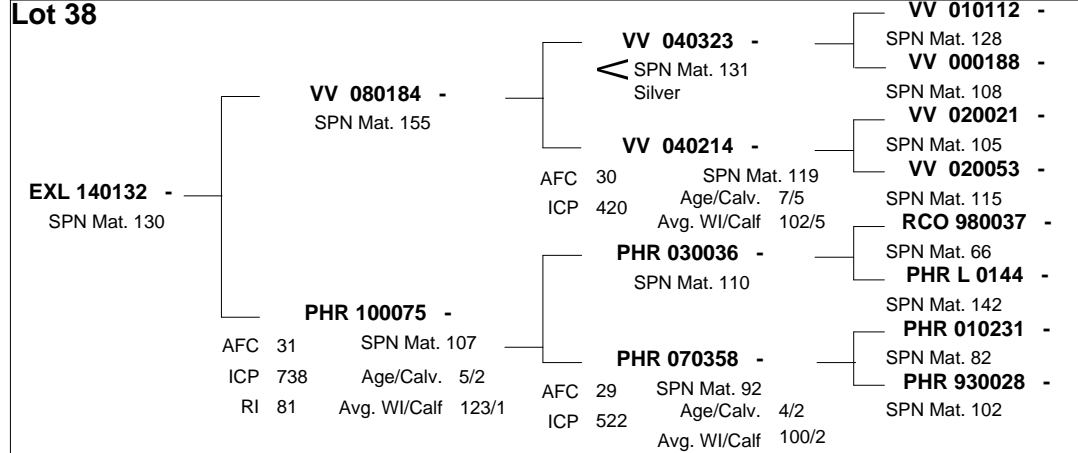 Lot 38
EXL 140132 -
SPN Mat. 130
VV 080184 -
SPN Mat. 155
PHR 100075 -
AFC 31 SPN Mat. 107
ICP 738 Age/Calv. 5/2
RI 81 Avg. WI/Calf 123/1
VV 040323 -
SPN Mat. 131
Silver
VV 040214 -
AFC 30 SPN Mat. 119
ICP 420 Age/Calv. 7/5
Avg. WI/Calf 102/5
PHR 030036 -
SPN Mat. 110
PHR 070358 -
AFC 29 SPN Mat. 92
ICP 522 Age/Calv. 4/2
Avg. WI/Calf 100/2
VV 010112 -
SPN Mat. 128
VV 000188 -
SPN Mat. 108
VV 020021 -
SPN Mat. 105
VV 020053 -
SPN Mat. 115
RCO 980037 -
SPN Mat. 66
PHR L 0144 -
SPN Mat. 142
PHR 010231 -
SPN Mat. 82
PHR 930028 -
SPN Mat. 102